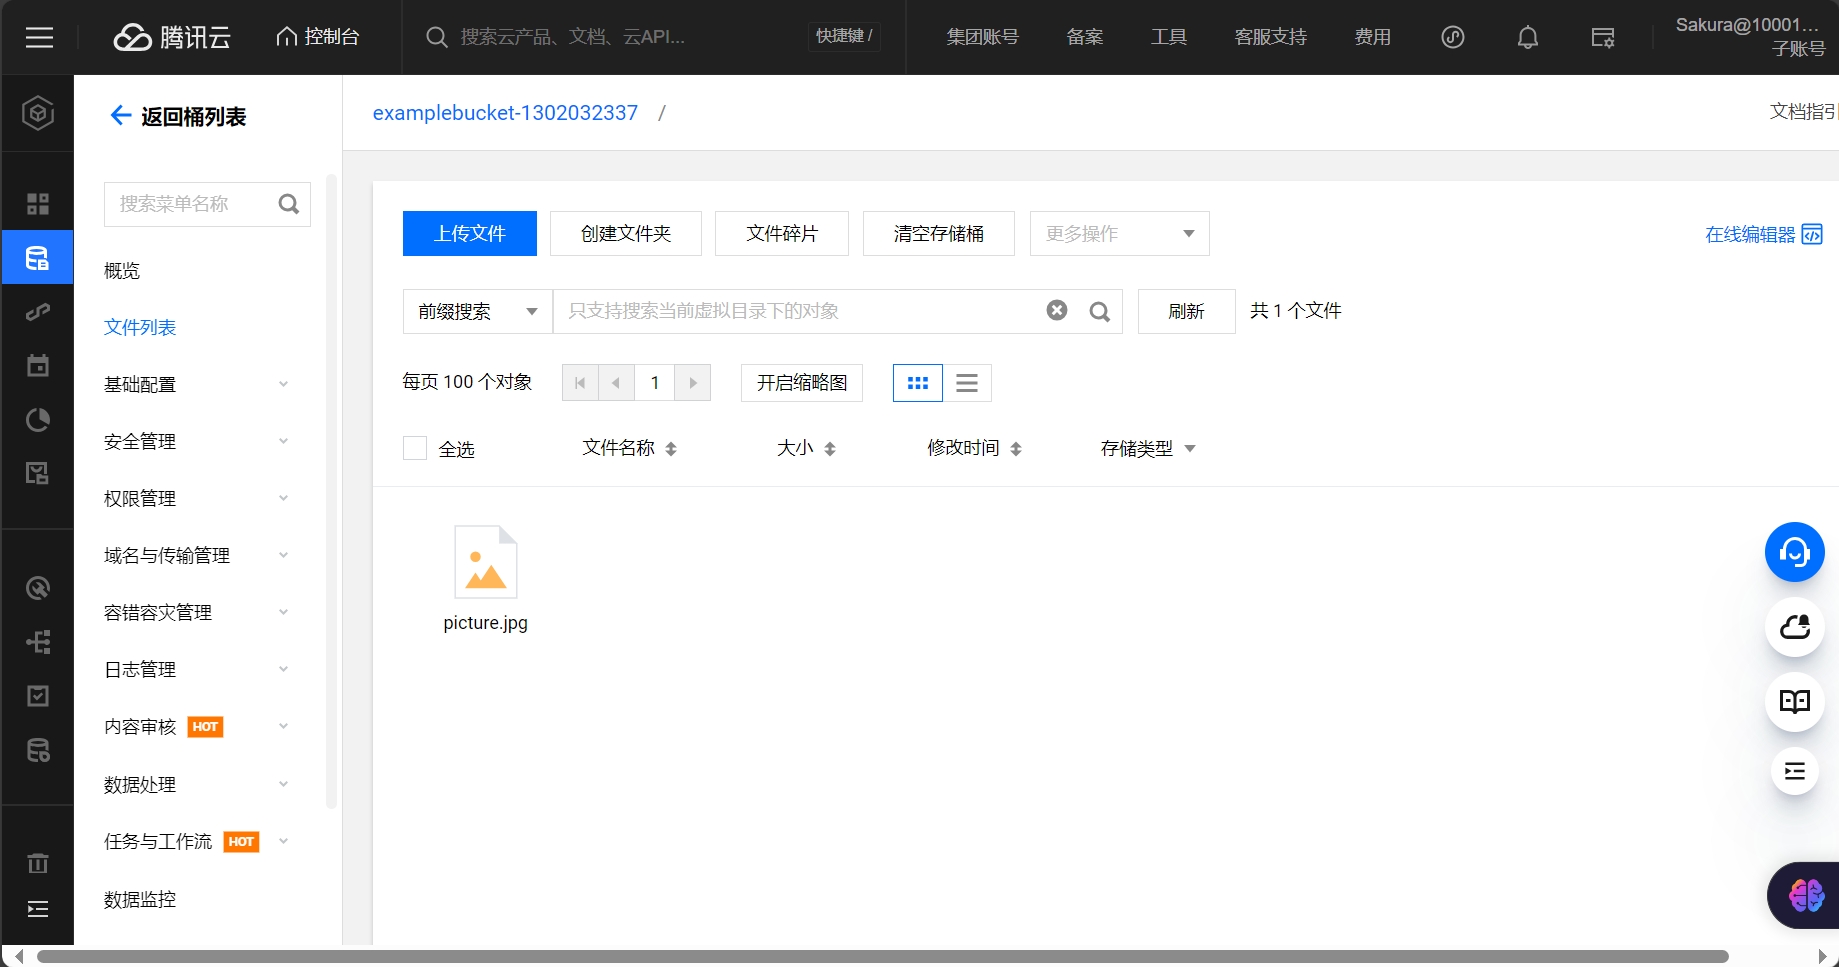 腾讯云
控制台
搜索云产品、文档、云API...
快捷键 /
集团账号
备案
工具
客服支持
费用
Sakura@10001...
子账号
返回桶列表
搜索菜单名称
概览
文件列表
基础配置
安全管理
权限管理
域名与传输管理
容错容灾管理
日志管理
内容审核 HOT
数据处理
任务与工作流 HOT
数据监控
examplebucket-1302032337 /
文档指引
上传文件
创建文件夹
文件碎片
清空存储桶
更多操作
在线编辑器
前缀搜索
只支持搜索当前虚拟目录下的对象
刷新
共 1 个文件
每页 100 个对象
1
开启缩略图
全选
文件名称
大小
修改时间
存储类型
picture.jpg